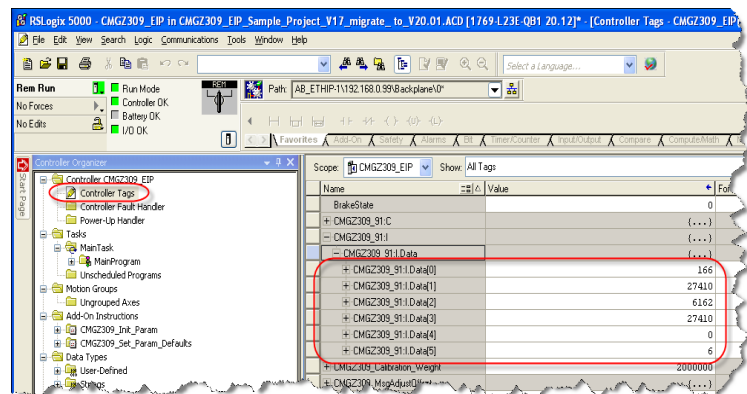 RSLogix 5000 - CMGZ309_EIP in CMGZ309_EIP_Sample_Project_V17_migrate_ to_V20.01.ACD [1769-L23E-QB1 20.12]* - [Controller Tags - CMGZ309_EIP
File Edit View Search Logic Communications Tools Window Help
Select a Language...
Rem Run
Run Mode
REM
Path: AB_ETHIP-1\192.168.0.99\Backplane\0*
No Forces
Controller OK
Battery OK
No Edits
I/O OK
Favorites Add-On Safety Alarms Bit Timer/Counter Input/Output Compare Compute/Math
Controller Organizer
Scope: CMGZ309_EIP Show: All Tags
Start Page
Controller CMGZ309_EIP
Controller Tags
Controller Fault Handler
Power-Up Handler
Tasks
MainTask
MainProgram
Unscheduled Programs
Motion Groups
Ungrouped Axes
Add-On Instructions
CMGZ309_Init_Param
CMGZ309_Set_Param_Defaults
Data Types
User-Defined
Strings
Name Value For
BrakeState 0
CMGZ309_91:C {...}
CMGZ309_91:I {...}
CMGZ309_91:I.Data {...}
CMGZ309_91:I.Data[0] 166
CMGZ309_91:I.Data[1] 27410
CMGZ309_91:I.Data[2] 6162
CMGZ309_91:I.Data[3] 27410
CMGZ309_91:I.Data[4] 0
CMGZ309_91:I.Data[5] 6
CMGZ309_Calibration_Weight 2000000
CMGZ309_MsgAdjustOffset {...}